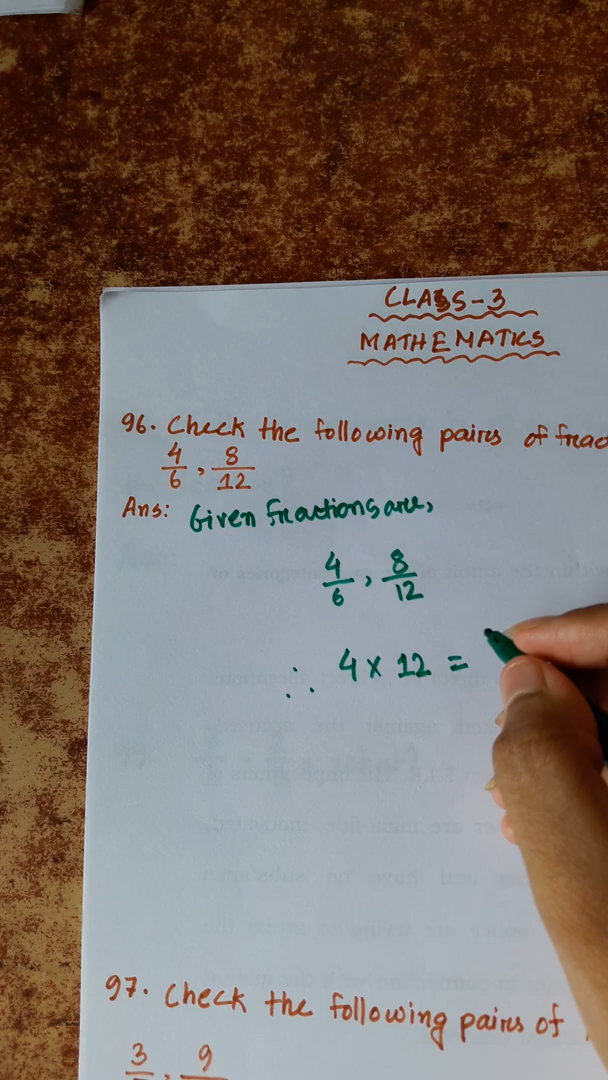 CLASS-3
MATHEMATICS
96. Check the following pairs of frac
4/6, 8/12
Ans: Given fractions are,
4/6, 8/12
∴ 4 × 12 =
97. Check the following pairs of
3 , 9